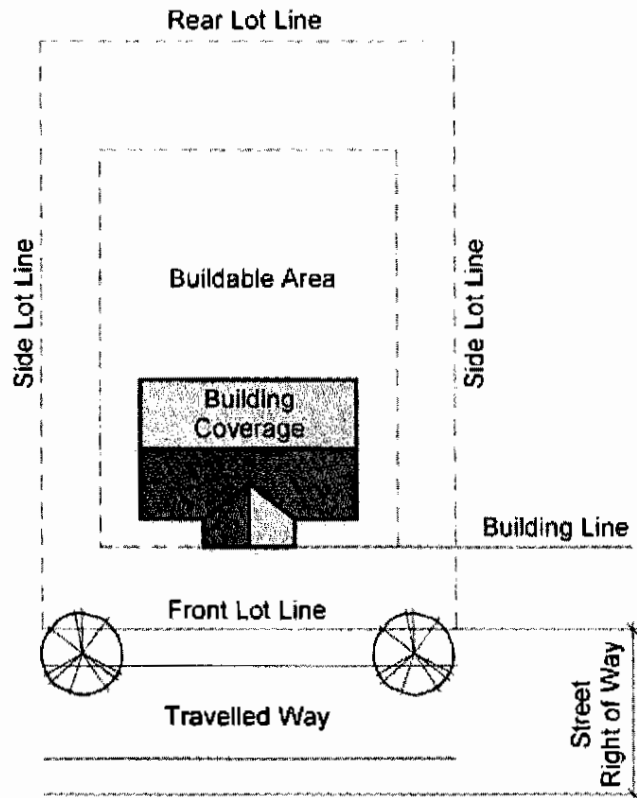 Rear Lot Line
Side Lot Line
Side Lot Line
Buildable Area
Building
Coverage
Building Line
Front Lot Line
Travelled Way
Street
Right of Way